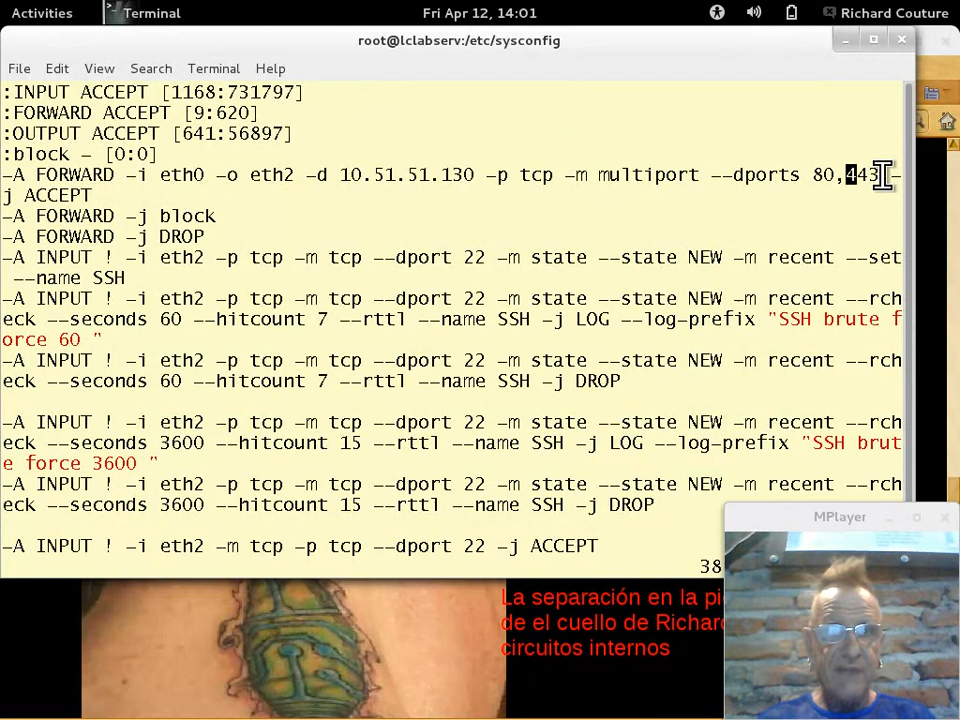 Activities
Terminal
Fri Apr 12, 14:01
Richard Couture
root@lclabserv:/etc/sysconfig
File Edit View Search Terminal Help
:INPUT ACCEPT [1168:731797]
:FORWARD ACCEPT [9:620]
:OUTPUT ACCEPT [641:56897]
:block - [0:0]
-A FORWARD -i eth0 -o eth2 -d 10.51.51.130 -p tcp -m multiport --dports 80,443 -
j ACCEPT
-A FORWARD -j block
-A FORWARD -j DROP
-A INPUT ! -i eth2 -p tcp -m tcp --dport 22 -m state --state NEW -m recent --set
--name SSH
-A INPUT ! -i eth2 -p tcp -m tcp --dport 22 -m state --state NEW -m recent --rch
eck --seconds 60 --hitcount 7 --rttl --name SSH -j LOG --log-prefix "SSH brute f
orce 60 "
-A INPUT ! -i eth2 -p tcp -m tcp --dport 22 -m state --state NEW -m recent --rch
eck --seconds 60 --hitcount 7 --rttl --name SSH -j DROP
-A INPUT ! -i eth2 -p tcp -m tcp --dport 22 -m state --state NEW -m recent --rch
eck --seconds 3600 --hitcount 15 --rttl --name SSH -j LOG --log-prefix "SSH brut
e force 3600 "
-A INPUT ! -i eth2 -p tcp -m tcp --dport 22 -m state --state NEW -m recent --rch
eck --seconds 3600 --hitcount 15 --rttl --name SSH -j DROP
-A INPUT ! -i eth2 -m tcp -p tcp --dport 22 -j ACCEPT
38
MPlayer
La separación en la pi
de el cuello de Richard
circuitos internos